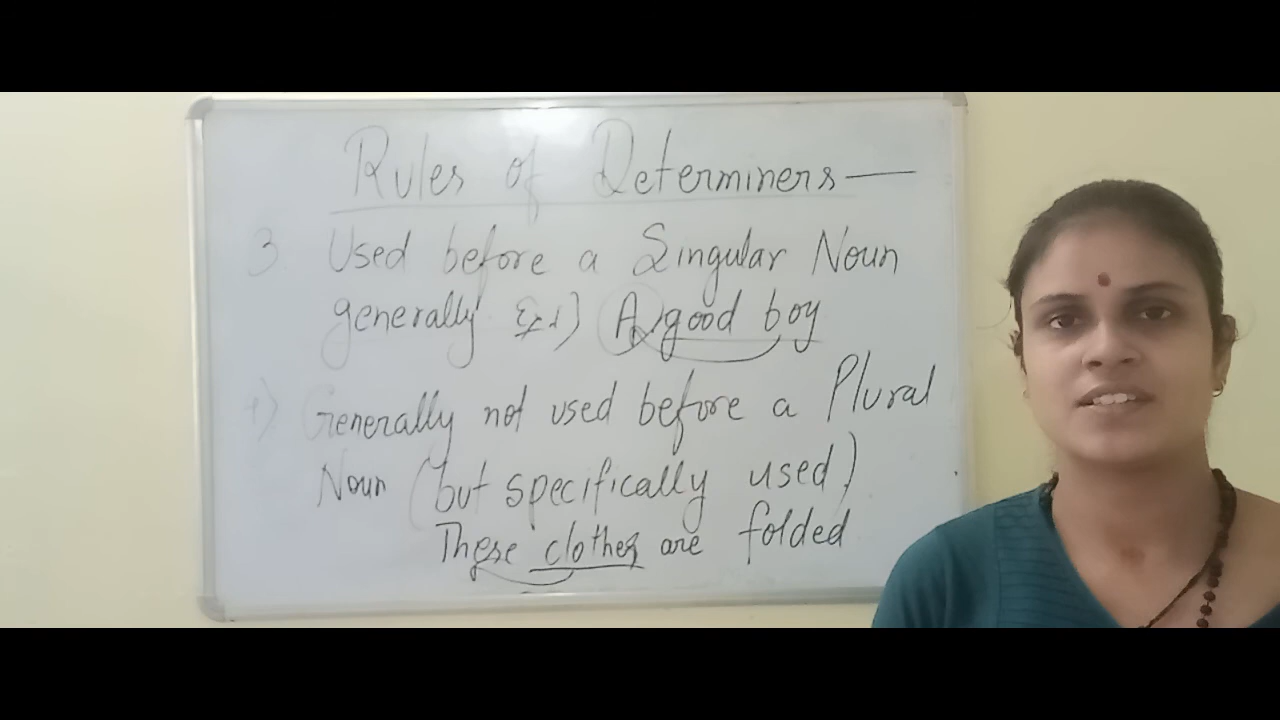 Rules of Determiners —
3 Used before a Singular Noun
generally Ex 1) A good boy
4) Generally not used before a Plural
Noun (but specifically used)
These clothes are folded